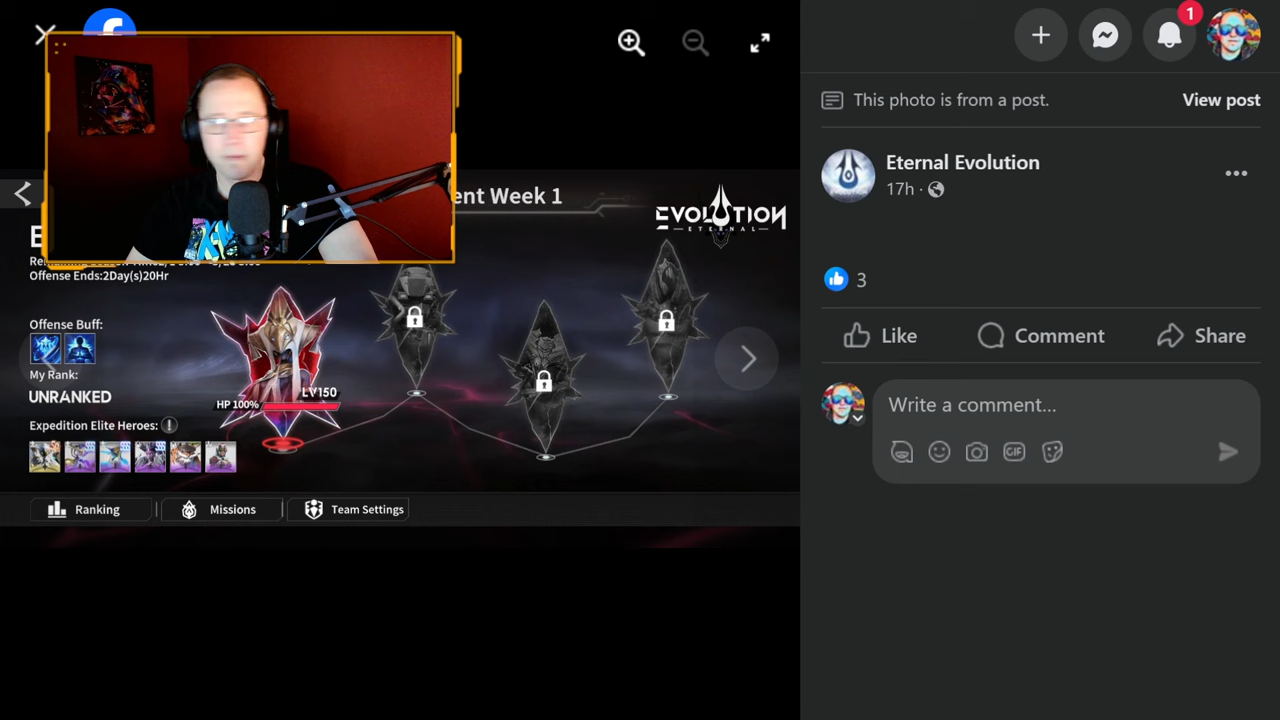 ent Week 1
EVOLUTION
ETERNAL
Offense Ends:2Day(s)20Hr
Offense Buff:
My Rank:
UNRANKED
LV150
HP 100%
Expedition Elite Heroes:
Ranking
Missions
Team Settings
1
This photo is from a post.
View post
Eternal Evolution
17h ·
3
Like
Comment
Share
Write a comment…
GIF